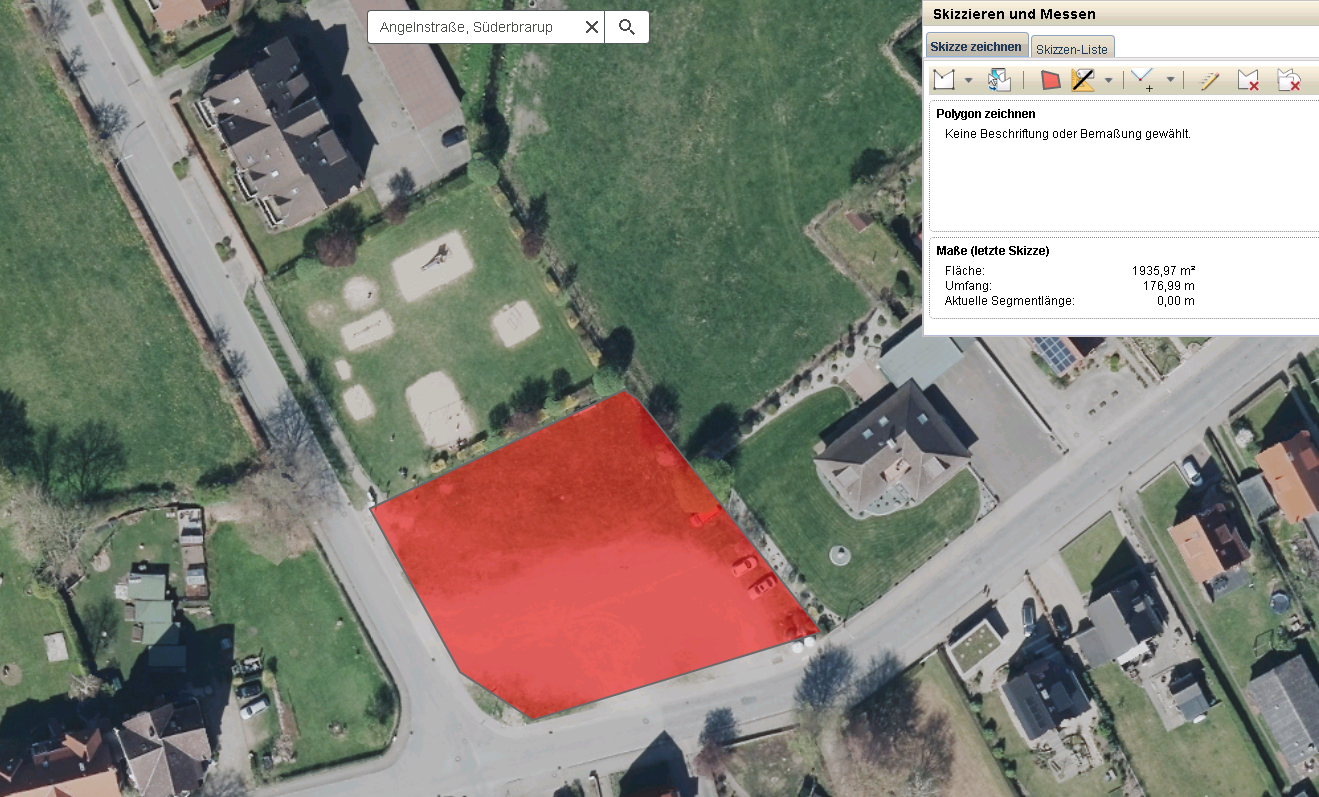 Angelnstraße, Süderbrarup
Skizzieren und Messen
Skizze zeichnen
Skizzen-Liste
Polygon zeichnen
Keine Beschriftung oder Bemaßung gewählt.
Maße (letzte Skizze)
Fläche: 1935,97 m²
Umfang: 176,99 m
Aktuelle Segmentlänge: 0,00 m